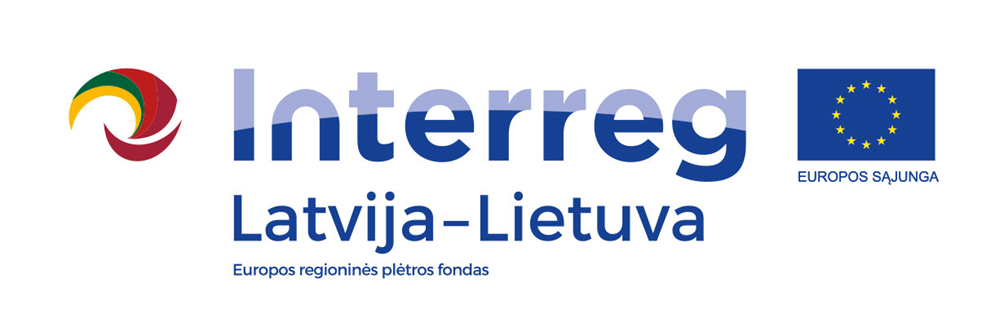 Interreg
EUROPOS SĄJUNGA
Latvija–Lietuva
Europos regioninės plėtros fondas